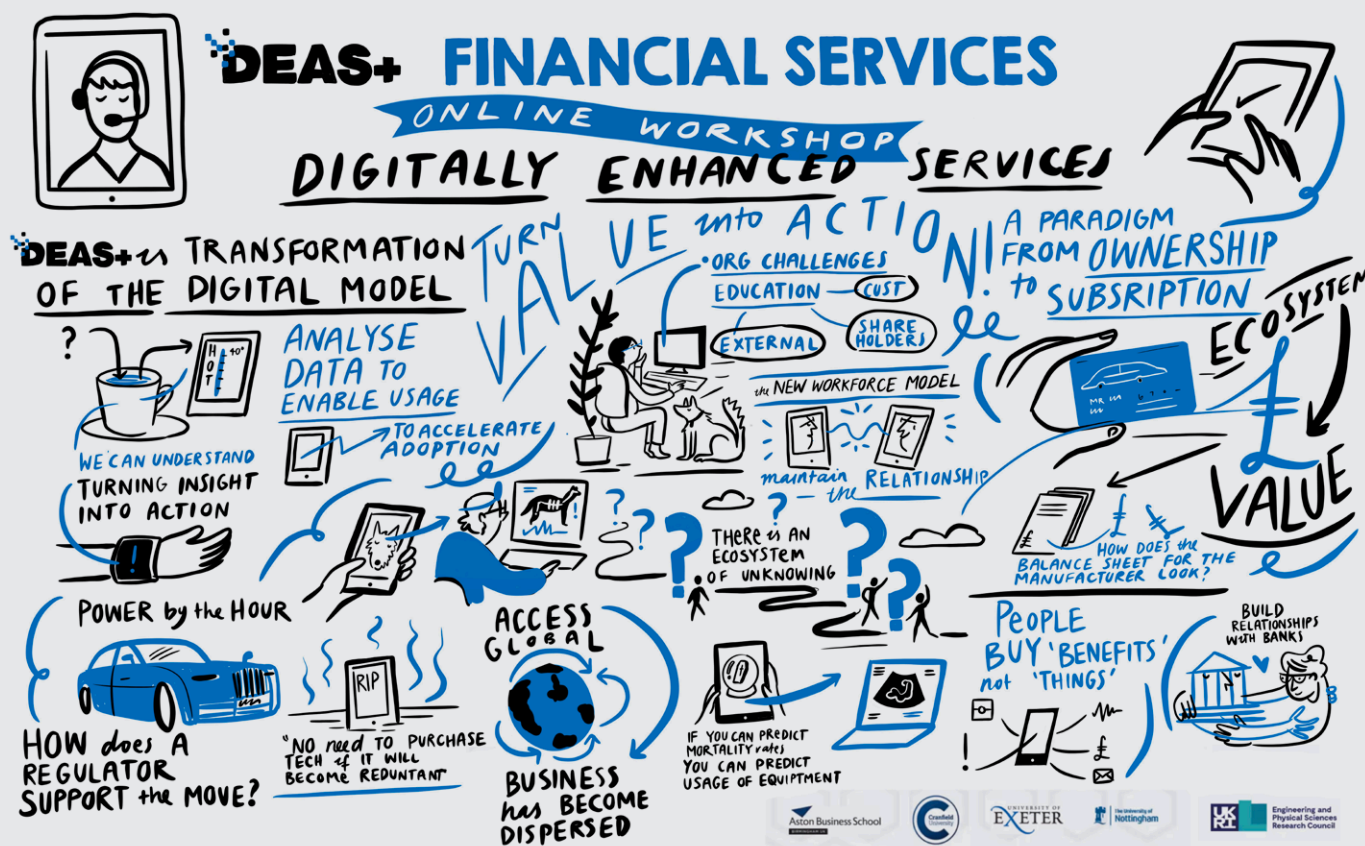 DEAS+ FINANCIAL SERVICES
ONLINE WORKSHOP
DIGITALLY ENHANCED SERVICES
DEAS+ is TRANSFORMATION
OF THE DIGITAL MODEL
TURN
VALUE into ACTION!
A PARADIGM
FROM OWNERSHIP
to SUBSRIPTION
ECOSYSTEM
£
VALUE
?
HOT
40°
ANALYSE
DATA TO
ENABLE USAGE
TO ACCELERATE
ADOPTION
WE CAN UNDERSTAND
TURNING INSIGHT
INTO ACTION
!
ORG CHALLENGES
EDUCATION
CUST
EXTERNAL
SHARE
HOLDERS
the NEW WORKFORCE MODEL
maintain
the RELATIONSHIP
MR
!
? ? ? ?
THERE is AN
ECOSYSTEM
OF UNKNOWING
? ? ?
£ £ ¥
HOW DOES the
BALANCE SHEET FOR THE
MANUFACTURER LOOK?
POWER by the HOUR
HOW does A
REGULATOR
SUPPORT the MOVE?
RIP
"NO need TO PURCHASE
TECH if IT WILL
BECOME REDUNTANT
ACCESS
GLOBAL
BUSINESS
has BECOME
DISPERSED
IF YOU CAN PREDICT
MORTALITY rates
YOU CAN PREDICT
USAGE OF EQUIPTMENT
PEOPLE
BUY 'BENEFITS'
not 'THINGS'
!
£
BUILD
RELATIONSHIPS
with BANKS
Aston Business School
BIRMINGHAM UK
Cranfield
University
UNIVERSITY OF
EXETER
The University of
Nottingham
UKRI
Engineering and
Physical Sciences
Research Council